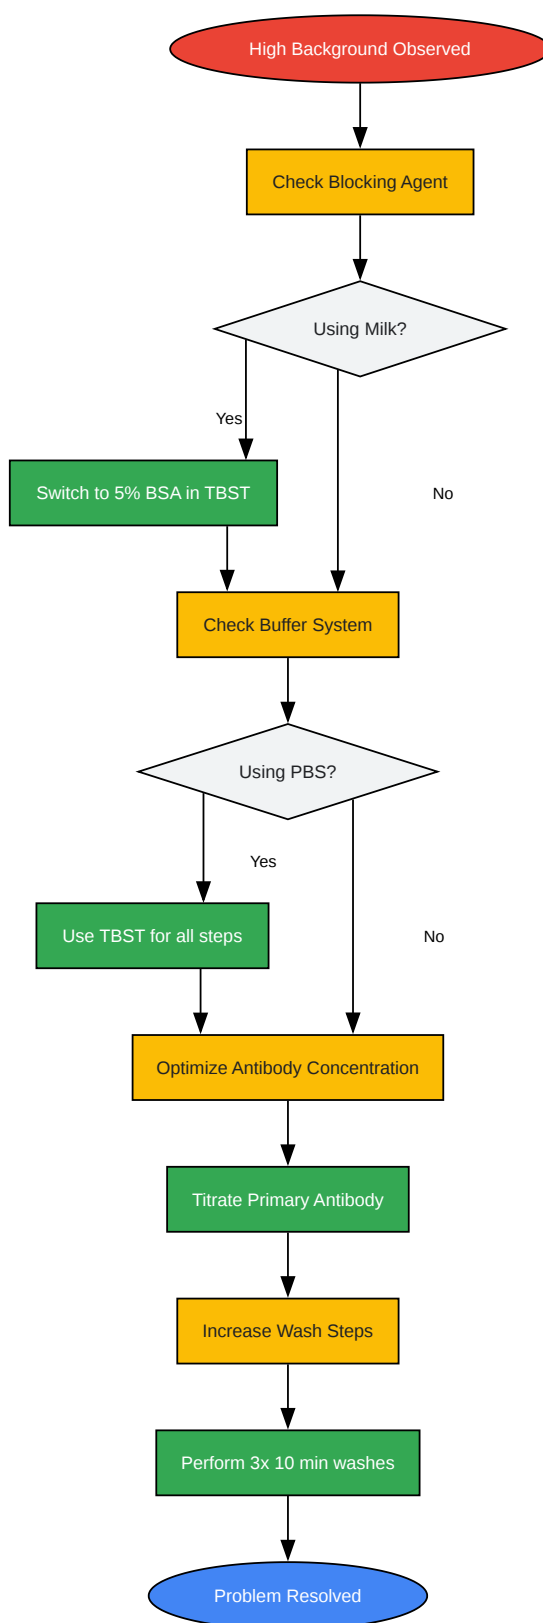 High Background Observed
Check Blocking Agent
Using Milk?
Yes
Switch to 5% BSA in TBST
No
Check Buffer System
Using PBS?
Yes
Use TBST for all steps
No
Optimize Antibody Concentration
Titrate Primary Antibody
Increase Wash Steps
Perform 3x 10 min washes
Problem Resolved